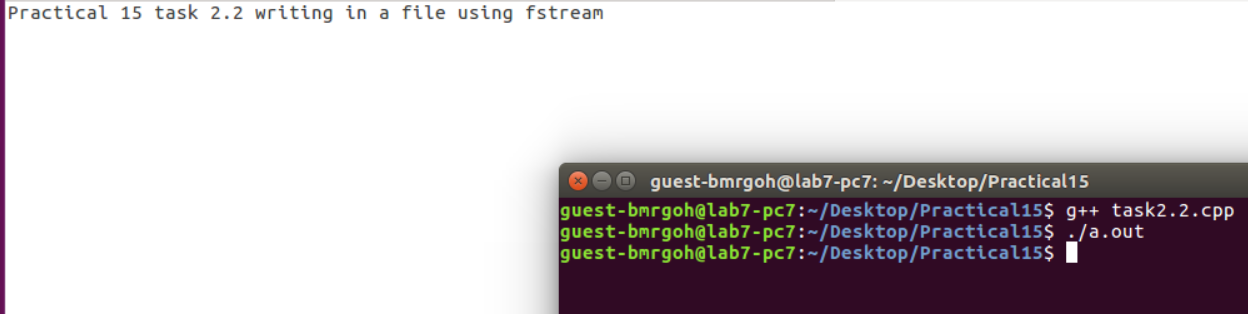 Practical 15 task 2.2 writing in a file using fstream
guest-bmrgoh@lab7-pc7: ~/Desktop/Practical15
guest-bmrgoh@lab7-pc7:~/Desktop/Practical15$ g++ task2.2.cpp
guest-bmrgoh@lab7-pc7:~/Desktop/Practical15$ ./a.out
guest-bmrgoh@lab7-pc7:~/Desktop/Practical15$